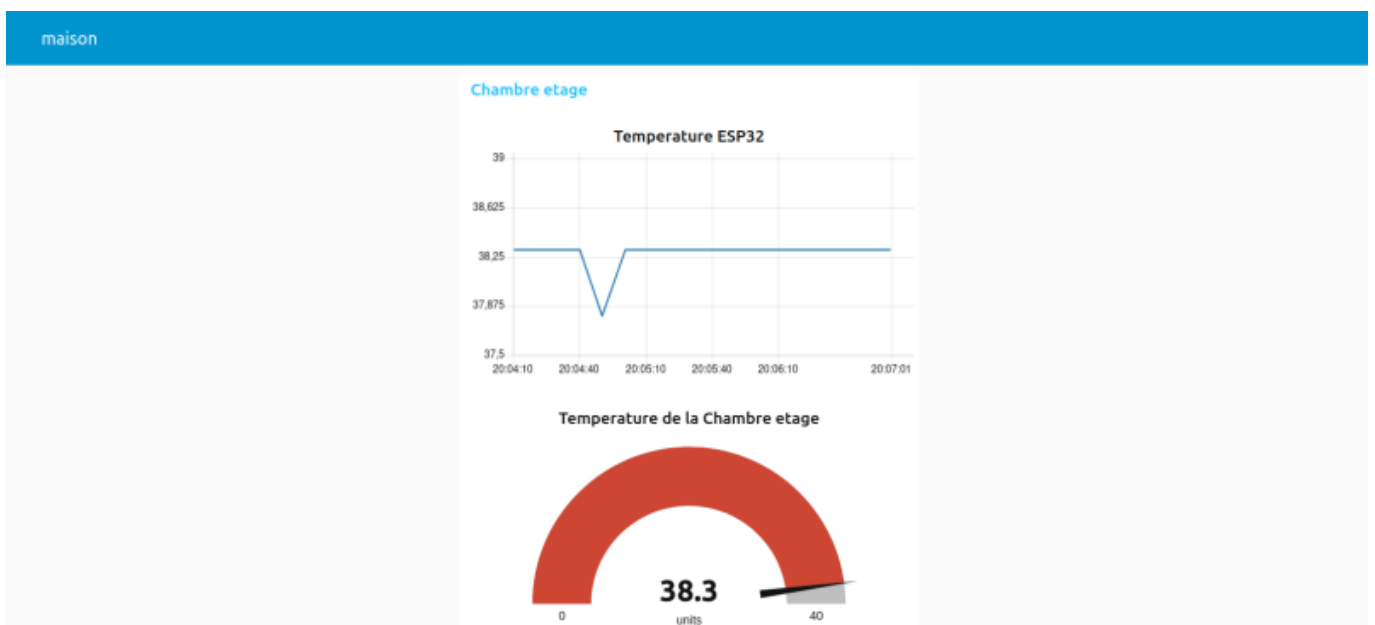 maison
Chambre etage
Temperature ESP32
39
38,625
38,25
37,875
37,5
20:04:10 20:04:40 20:05:10 20:05:40 20:06:10 20:07:01
Temperature de la Chambre etage
38.3
0 units 40